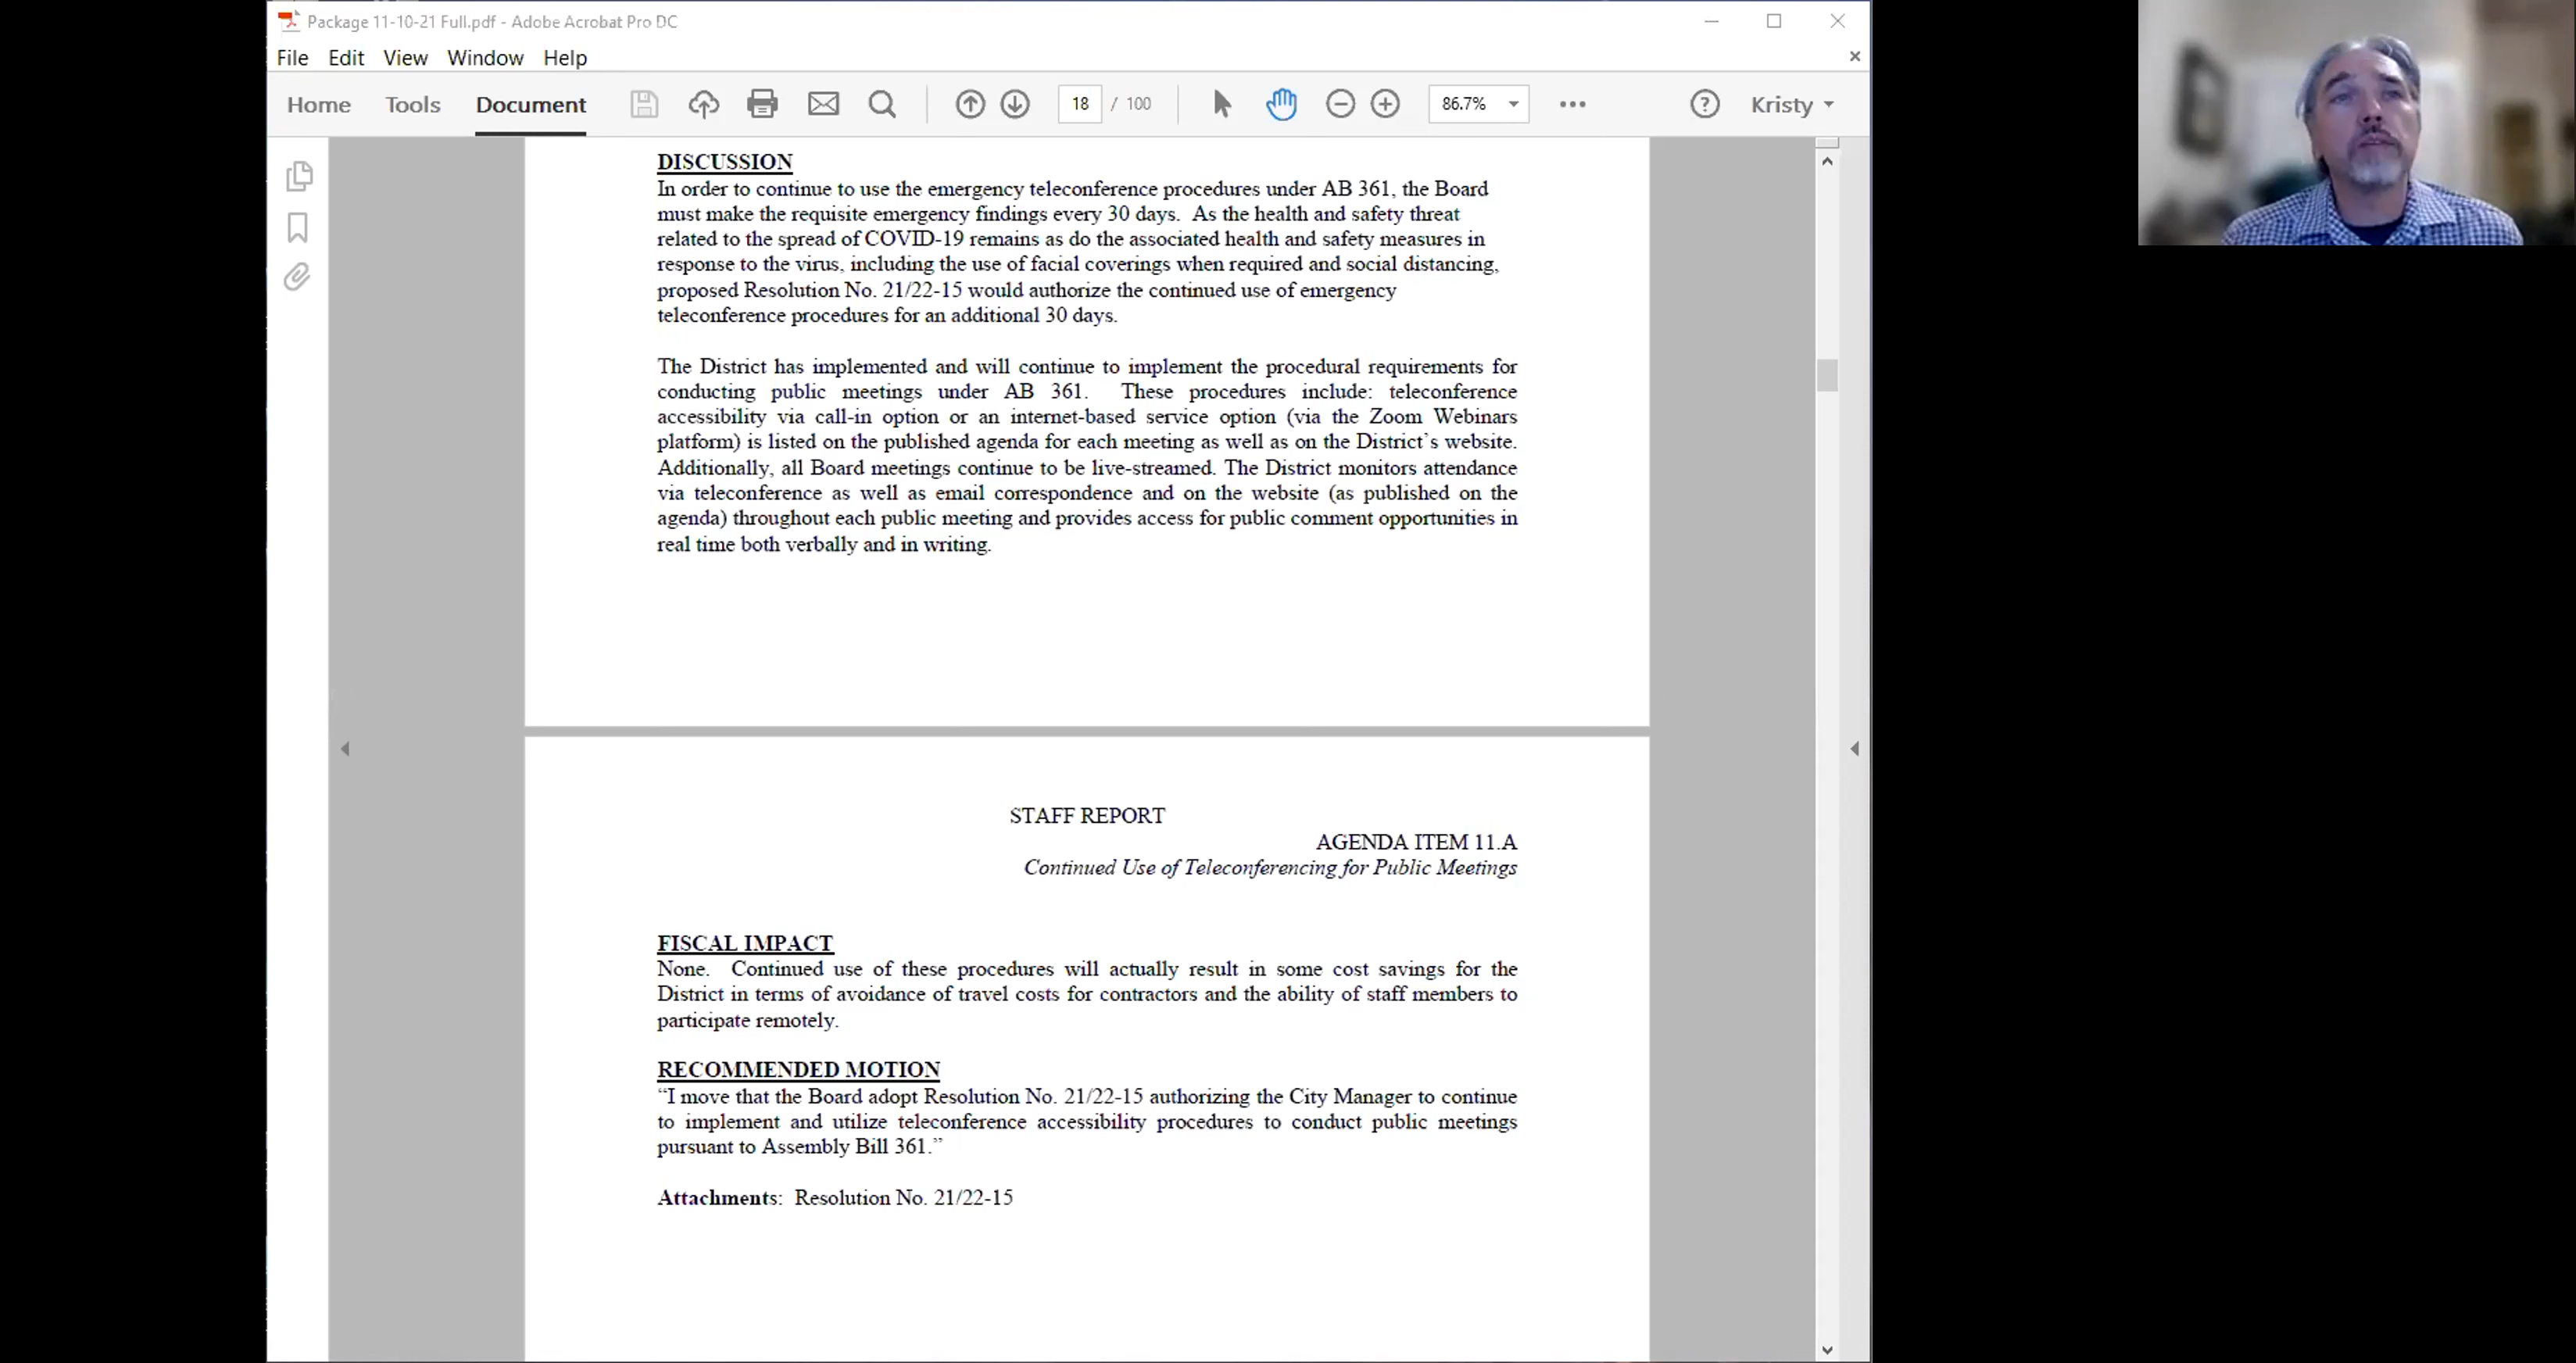 Package 11-10-21 Full.pdf - Adobe Acrobat Pro DC
File Edit View Window Help
Home Tools Document 18 / 100 86.7% Kristy
DISCUSSION
In order to continue to use the emergency teleconference procedures under AB 361, the Board
must make the requisite emergency findings every 30 days. As the health and safety threat
related to the spread of COVID-19 remains as do the associated health and safety measures in
response to the virus, including the use of facial coverings when required and social distancing,
proposed Resolution No. 21/22-15 would authorize the continued use of emergency
teleconference procedures for an additional 30 days.
The District has implemented and will continue to implement the procedural requirements for
conducting public meetings under AB 361. These procedures include: teleconference
accessibility via call-in option or an internet-based service option (via the Zoom Webinars
platform) is listed on the published agenda for each meeting as well as on the District's website.
Additionally, all Board meetings continue to be live-streamed. The District monitors attendance
via teleconference as well as email correspondence and on the website (as published on the
agenda) throughout each public meeting and provides access for public comment opportunities in
real time both verbally and in writing.
STAFF REPORT
AGENDA ITEM 11.A
Continued Use of Teleconferencing for Public Meetings
FISCAL IMPACT
None. Continued use of these procedures will actually result in some cost savings for the
District in terms of avoidance of travel costs for contractors and the ability of staff members to
participate remotely.
RECOMMENDED MOTION
“I move that the Board adopt Resolution No. 21/22-15 authorizing the City Manager to continue
to implement and utilize teleconference accessibility procedures to conduct public meetings
pursuant to Assembly Bill 361.”
Attachments: Resolution No. 21/22-15